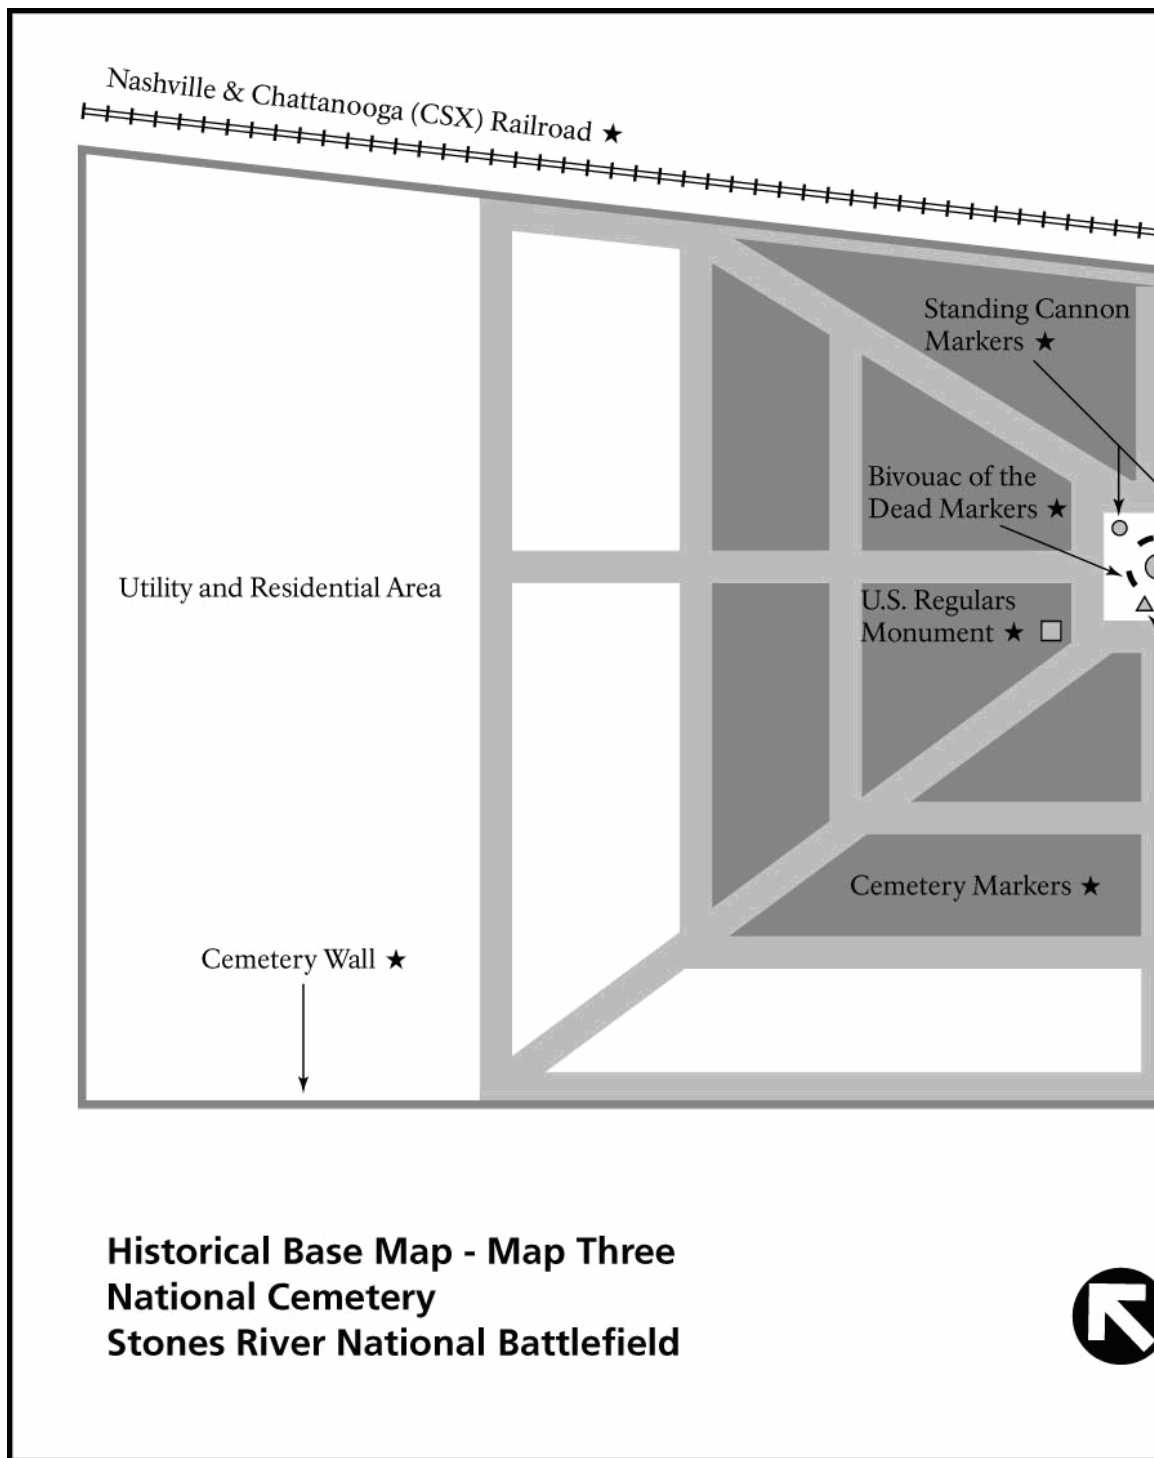 Nashville & Chattanooga (CSX) Railroad ★
Standing Cannon
Markers ★
Bivouac of the
Dead Markers ★
Utility and Residential Area
U.S. Regulars
Monument ★
Cemetery Markers ★
Cemetery Wall ★
Historical Base Map - Map Three
National Cemetery
Stones River National Battlefield